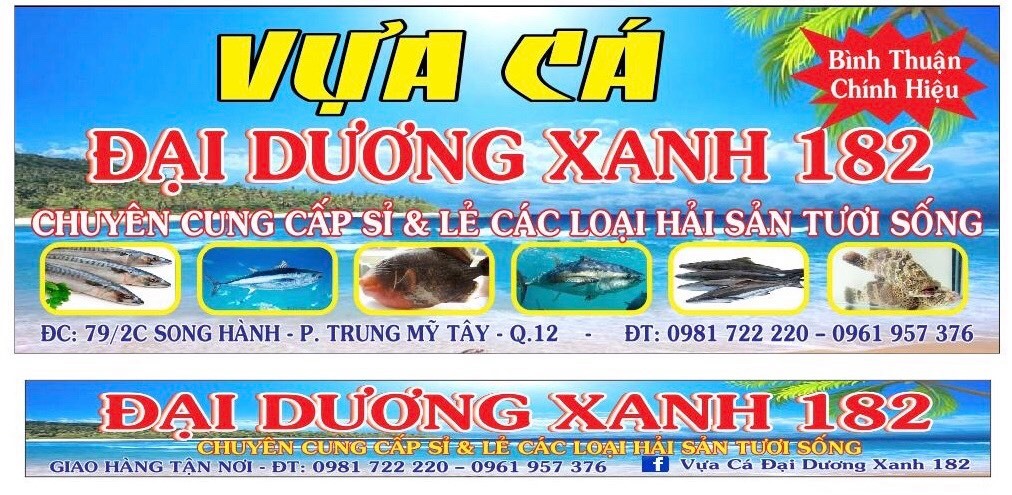 VỰA CÁ
Bình Thuận
Chính Hiệu
ĐẠI DƯƠNG XANH 182
CHUYÊN CUNG CẤP SỈ & LẺ CÁC LOẠI HẢI SẢN TƯƠI SỐNG
ĐC: 79/2C SONG HÀNH - P. TRUNG MỸ TÂY - Q.12 - ĐT: 0981 722 220 – 0961 957 376
ĐẠI DƯƠNG XANH 182
CHUYÊN CUNG CẤP SỈ & LẺ CÁC LOẠI HẢI SẢN TƯƠI SỐNG
GIAO HÀNG TẬN NƠI - ĐT: 0981 722 220 – 0961 957 376 f Vựa Cá Đại Dương Xanh 182